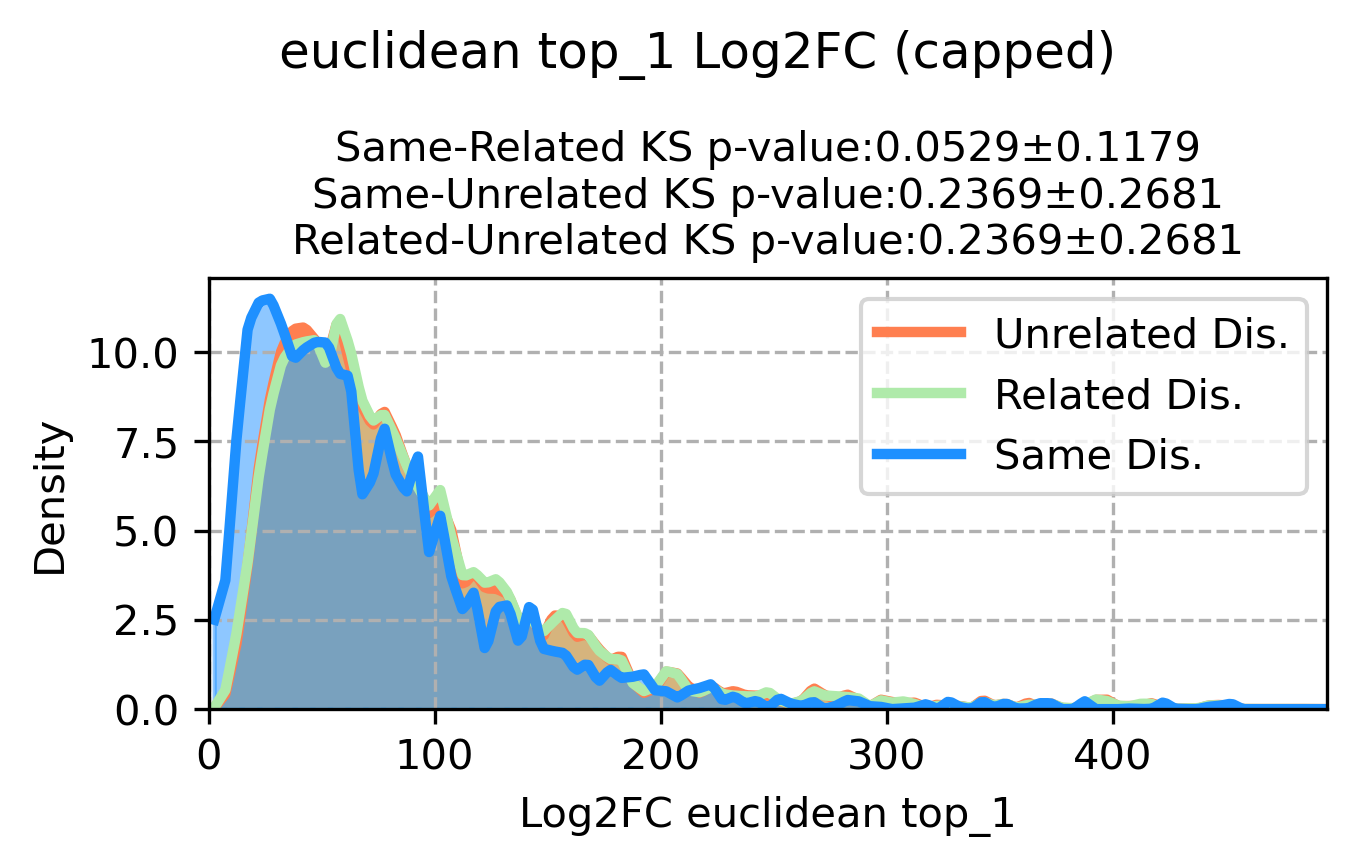 euclidean top_1 Log2FC (capped)
Same-Related KS p-value:0.0529±0.1179
Same-Unrelated KS p-value:0.2369±0.2681
Related-Unrelated KS p-value:0.2369±0.2681
Unrelated Dis.
Related Dis.
Same Dis.
Density
10.0
7.5
5.0
2.5
0.0
0 100 200 300 400
Log2FC euclidean top_1